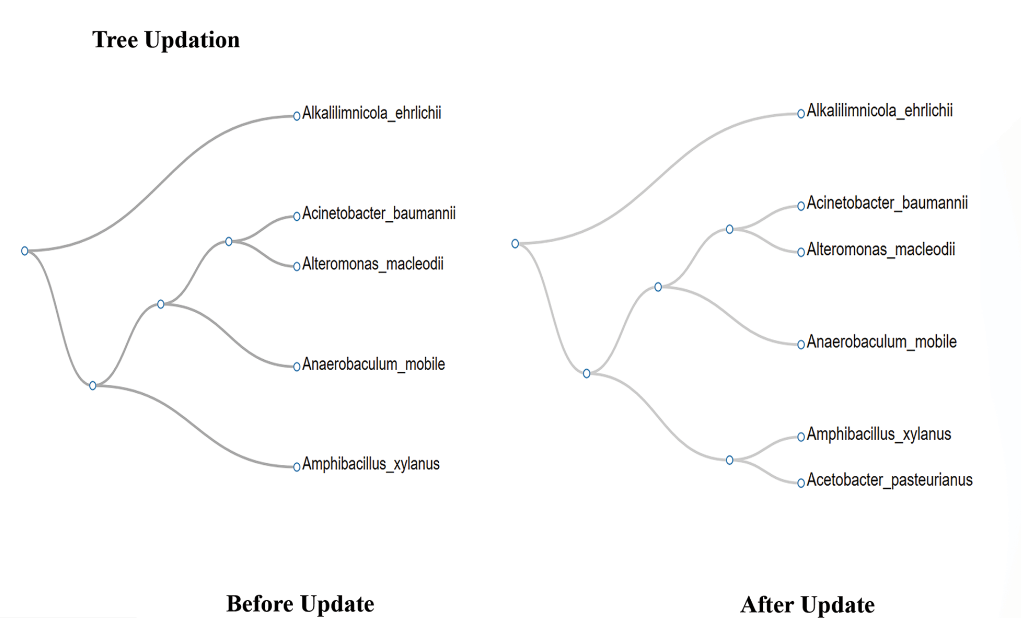 Tree Updation
Alkalilimnicola_ehrlichii
Acinetobacter_baumannii
Alteromonas_macleodii
Anaerobaculum_mobile
Amphibacillus_xylanus
Before Update
Alkalilimnicola_ehrlichii
Acinetobacter_baumannii
Alteromonas_macleodii
Anaerobaculum_mobile
Amphibacillus_xylanus
Acetobacter_pasteurianus
After Update